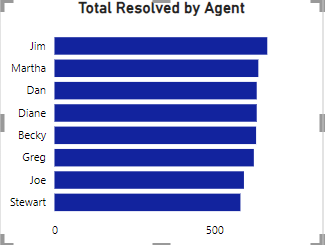 Total Resolved by Agent
Jim
Martha
Dan
Diane
Becky
Greg
Joe
Stewart
0 500